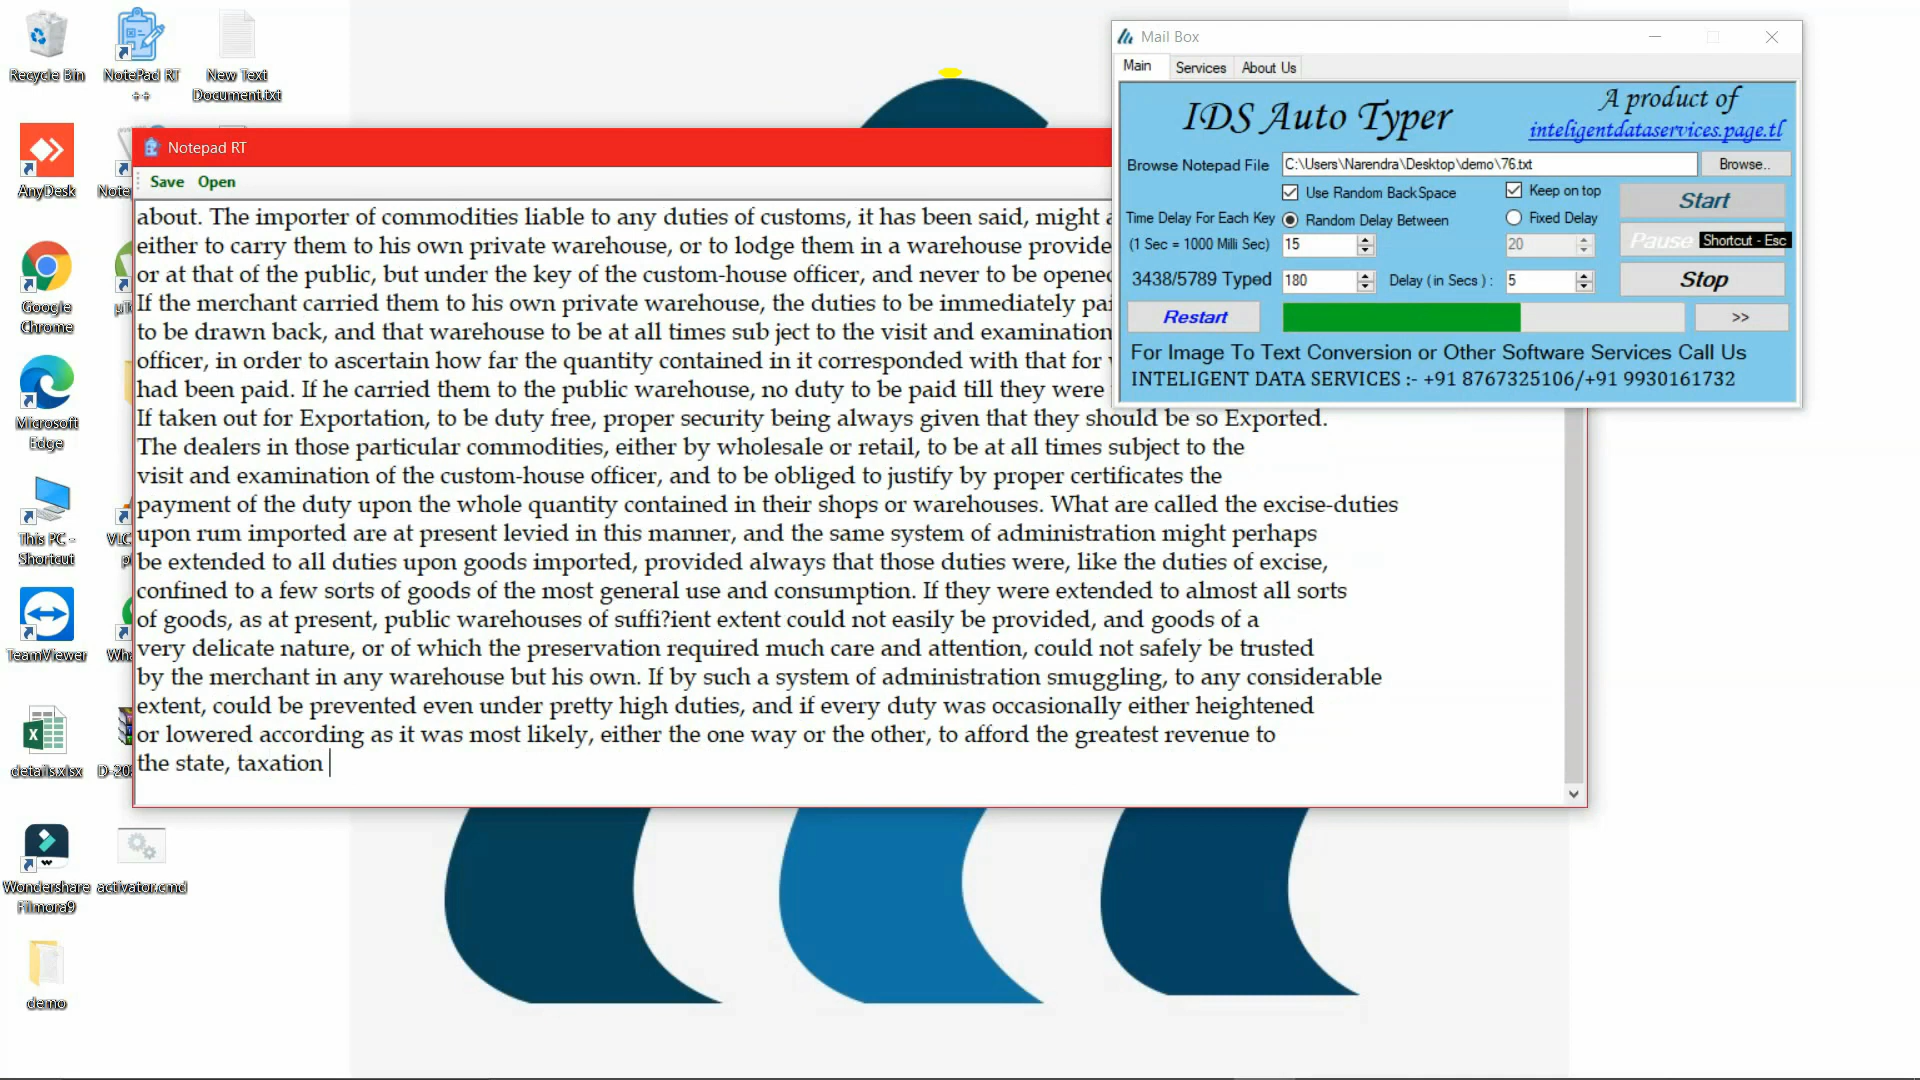 Recycle Bin
NotePad RT
++
New Text
Document.txt
AnyDesk
Google
Chrome
Microsoft
Edge
This PC -
Shortcut
TeamViewer
details.xlsx
Wondershare
Filmora9
activator.cmd
demo
Notepad RT
Save Open
about. The importer of commodities liable to any duties of customs, it has been said, might
either to carry them to his own private warehouse, or to lodge them in a warehouse
or at that of the public, but under the key of the custom-house officer, and never to be
If the merchant carried them to his own private warehouse, the duties to be immediately
to be drawn back, and that warehouse to be at all times sub ject to the visit and examination
officer, in order to ascertain how far the quantity contained in it corresponded with that for
had been paid. If he carried them to the public warehouse, no duty to be paid till they were
If taken out for Exportation, to be duty free, proper security being always given that they should be so Exported.
The dealers in those particular commodities, either by wholesale or retail, to be at all times subject to the
visit and examination of the custom-house officer, and to be obliged to justify by proper certificates the
payment of the duty upon the whole quantity contained in their shops or warehouses. What are called the excise-duties
upon rum imported are at present levied in this manner, and the same system of administration might perhaps
be extended to all duties upon goods imported, provided always that those duties were, like the duties of excise,
confined to a few sorts of goods of the most general use and consumption. If they were extended to almost all sorts
of goods, as at present, public warehouses of suffi?ient extent could not easily be provided, and goods of a
very delicate nature, or of which the preservation required much care and attention, could not safely be trusted
by the merchant in any warehouse but his own. If by such a system of administration smuggling, to any considerable
extent, could be prevented even under pretty high duties, and if every duty was occasionally either heightened
or lowered according as it was most likely, either the one way or the other, to afford the greatest revenue to
the state, taxation
Mail Box
Main Services About Us
IDS Auto Typer
A product of
inteligentdataservices.page.tl
Browse Notepad File C:\Users\Narendra\Desktop\demo\76.txt Browse..
Use Random BackSpace Keep on top Start
Time Delay For Each Key Random Delay Between Fixed Delay
(1 Sec = 1000 Milli Sec) 15 20 Pause Shortcut - Esc
3438/5789 Typed 180 Delay ( in Secs ) : 5 Stop
Restart >>
For Image To Text Conversion or Other Software Services Call Us
INTELIGENT DATA SERVICES :- +91 8767325106/+91 9930161732